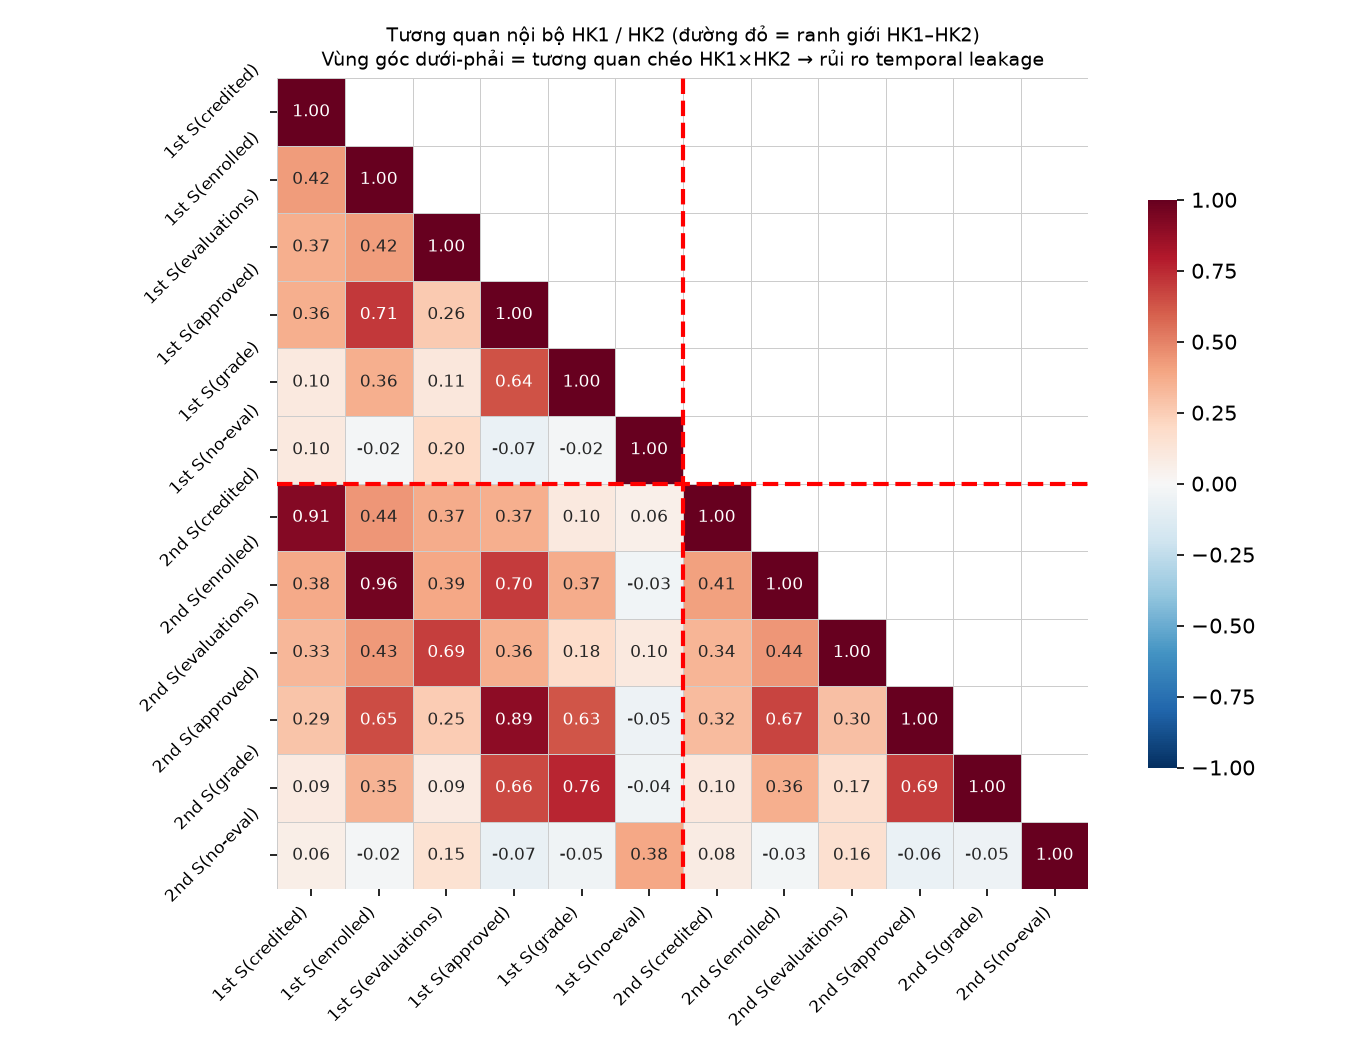 Tương quan nội bộ HK1 / HK2 (đường đỏ = ranh giới HK1–HK2)
Vùng góc dưới-phải = tương quan chéo HK1×HK2 → rủi ro temporal leakage
1st S(credited)
1.00
1st S(enrolled)
0.42 1.00
1st S(evaluations)
0.37 0.42 1.00
1st S(approved)
0.36 0.71 0.26 1.00
1st S(grade)
0.10 0.36 0.11 0.64 1.00
1st S(no-eval)
0.10 -0.02 0.20 -0.07 -0.02 1.00
2nd S(credited)
0.91 0.44 0.37 0.37 0.10 0.06 1.00
2nd S(enrolled)
0.38 0.96 0.39 0.70 0.37 -0.03 0.41 1.00
2nd S(evaluations)
0.33 0.43 0.69 0.36 0.18 0.10 0.34 0.44 1.00
2nd S(approved)
0.29 0.65 0.25 0.89 0.63 -0.05 0.32 0.67 0.30 1.00
2nd S(grade)
0.09 0.35 0.09 0.66 0.76 -0.04 0.10 0.36 0.17 0.69 1.00
2nd S(no-eval)
0.06 -0.02 0.15 -0.07 -0.05 0.38 0.08 -0.03 0.16 -0.06 -0.05 1.00
1st S(credited)
1st S(enrolled)
1st S(evaluations)
1st S(approved)
1st S(grade)
1st S(no-eval)
2nd S(credited)
2nd S(enrolled)
2nd S(evaluations)
2nd S(approved)
2nd S(grade)
2nd S(no-eval)
1.00
0.75
0.50
0.25
0.00
−0.25
−0.50
−0.75
−1.00